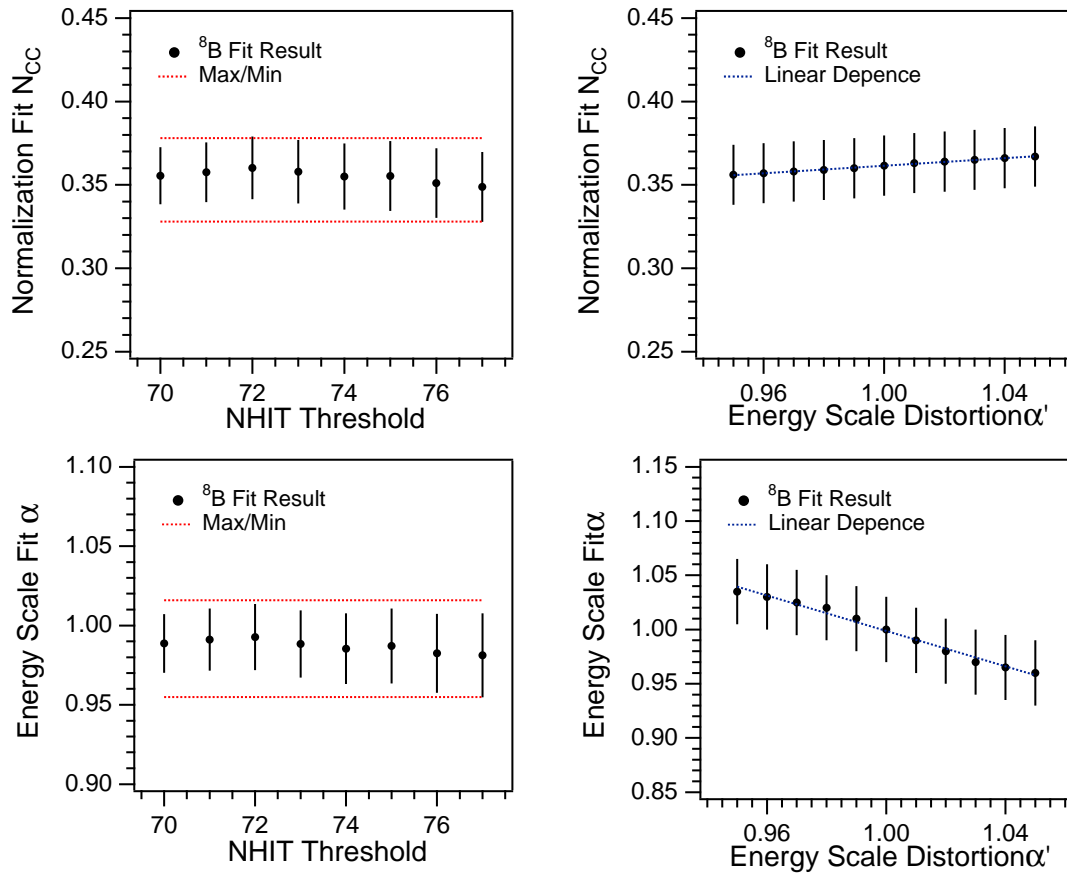 Normalization Fit N_CC
0.45
0.40
0.35
0.30
0.25
⁸B Fit Result
Max/Min
70
72
74
76
NHIT Threshold
Normalization Fit N_CC
0.45
0.40
0.35
0.30
0.25
⁸B Fit Result
Linear Depence
0.96
1.00
1.04
Energy Scale Distortionα'
Energy Scale Fit α
1.10
1.05
1.00
0.95
0.90
⁸B Fit Result
Max/Min
70
72
74
76
NHIT Threshold
Energy Scale Fitα
1.15
1.10
1.05
1.00
0.95
0.90
0.85
⁸B Fit Result
Linear Depence
0.96
1.00
1.04
Energy Scale Distortionα'